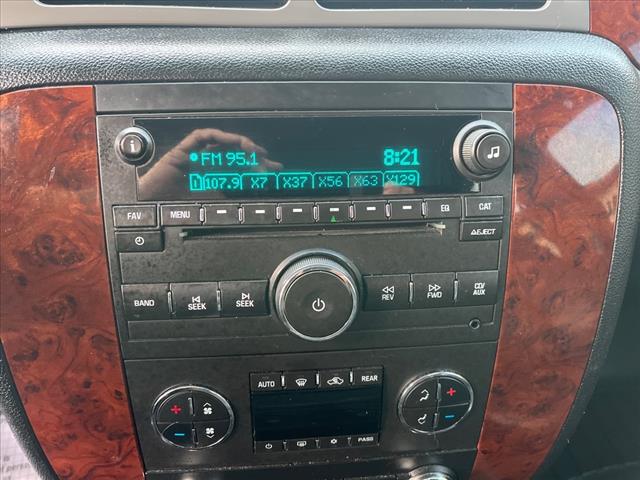 FM 95.1 8:21
1 107.9 X7 X37 X56 X63 X129
FAV MENU EQ CAT
EJECT
BAND SEEK SEEK REV FWD CD/AUX
AUTO REAR
PASS